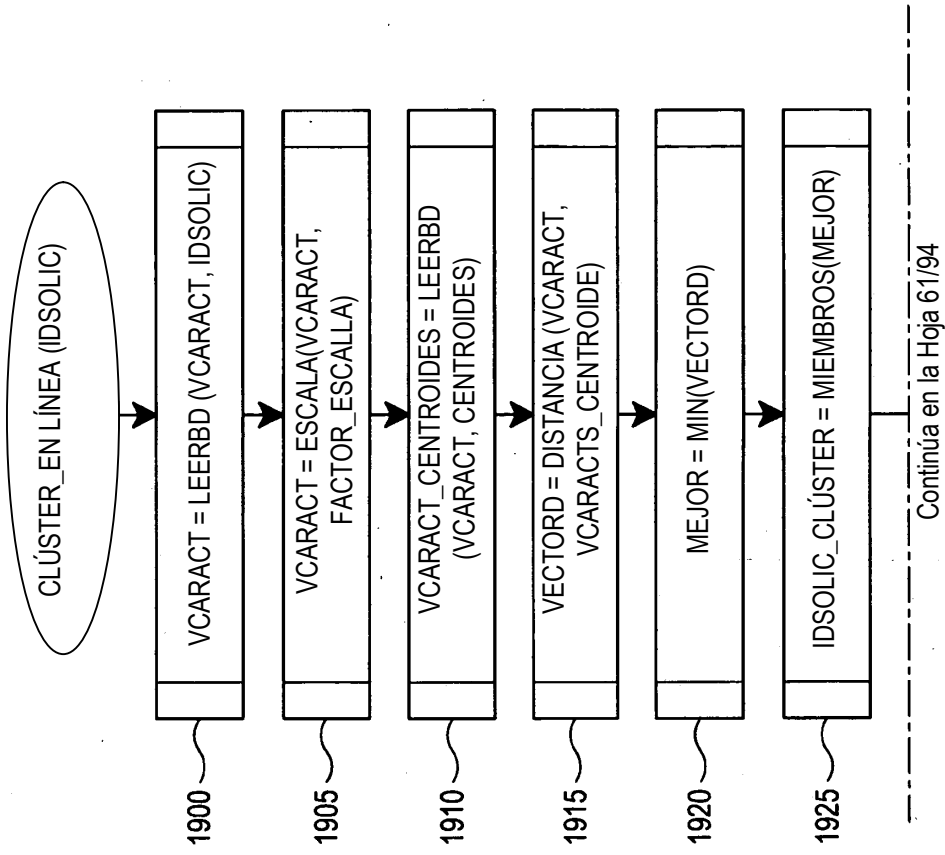 CLÚSTER_EN LÍNEA (IDSOLIC)
1900
VCARACT = LEERBD (VCARACT, IDSOLIC)
1905
VCARACT = ESCALA(VCARACT,
FACTOR_ESCALLA)
1910
VCARACT_CENTROIDES = LEERBD
(VCARACT, CENTROIDES)
1915
VECTORD = DISTANCIA (VCARACT,
VCARACTS_CENTROIDE)
1920
MEJOR = MIN(VECTORD)
1925
IDSOLIC_CLÚSTER = MIEMBROS(MEJOR)
Continúa en la Hoja 61/94